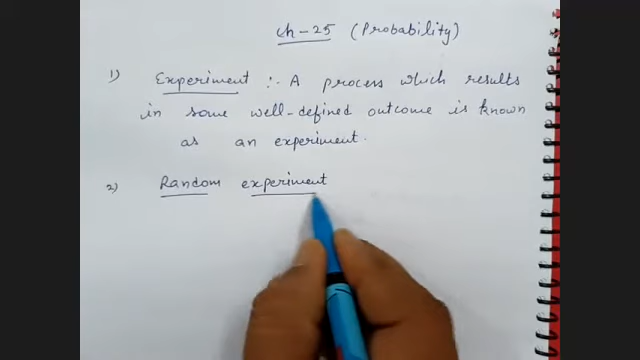 Ch-25 (Probability)
1) Experiment :- A process which results
in some well-defined outcome is known
as an experiment.
2) Random experiment